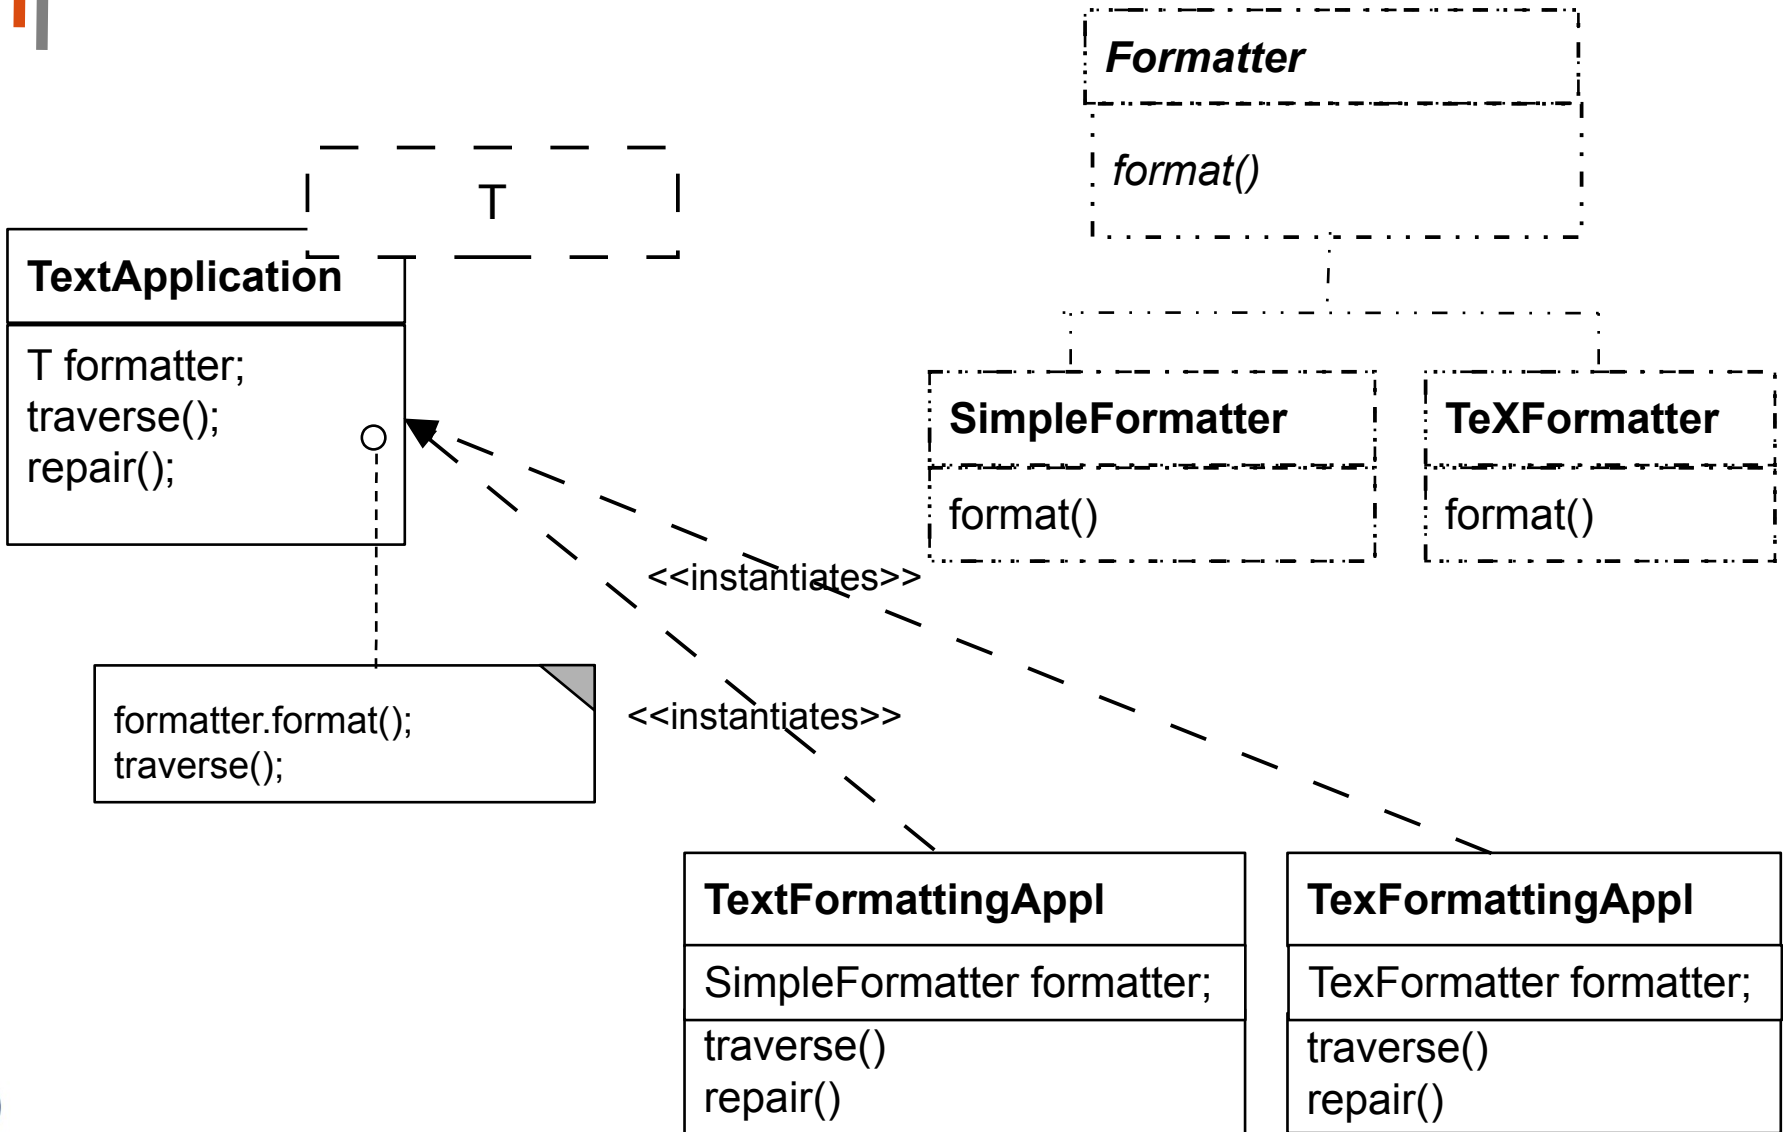 Formatter
format()
T
TextApplication
T formatter;
traverse();
repair();
SimpleFormatter
format()
TeXFormatter
format()
<<instantiates>>
<<instantiates>>
formatter.format();
traverse();
TextFormattingAppl
SimpleFormatter formatter;
traverse()
repair()
TexFormattingAppl
TexFormatter formatter;
traverse()
repair()